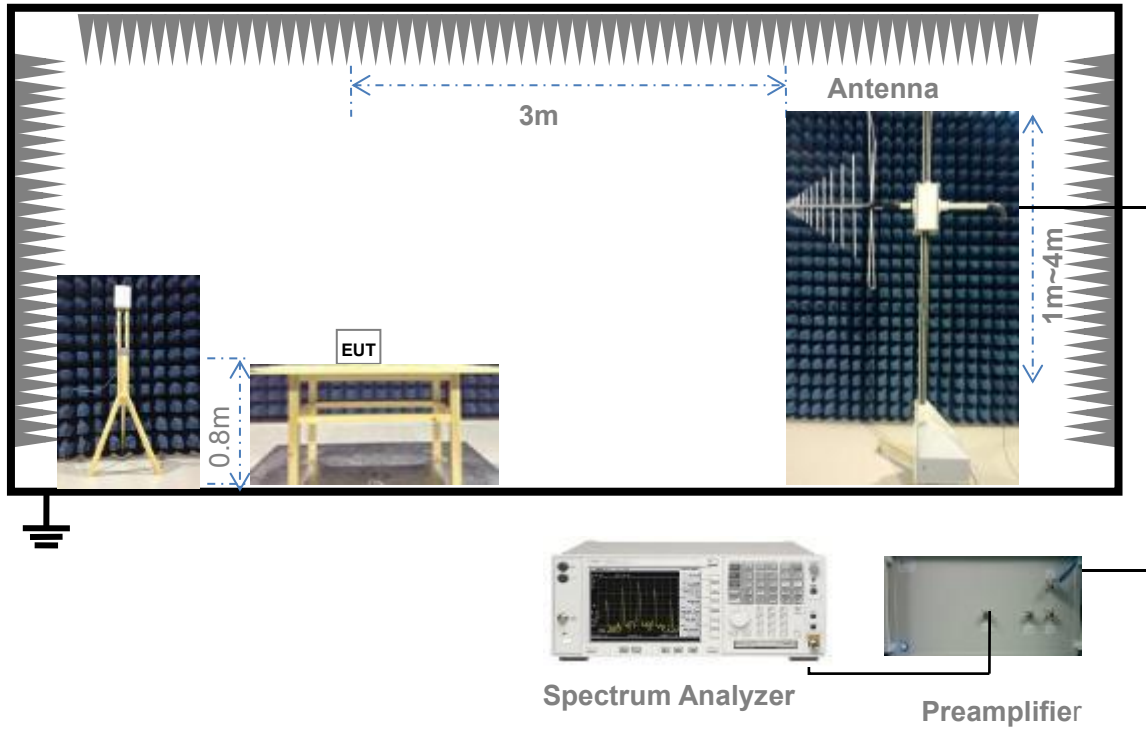 Antenna
3m
1m~4m
EUT
0.8m
Spectrum Analyzer
Preamplifier